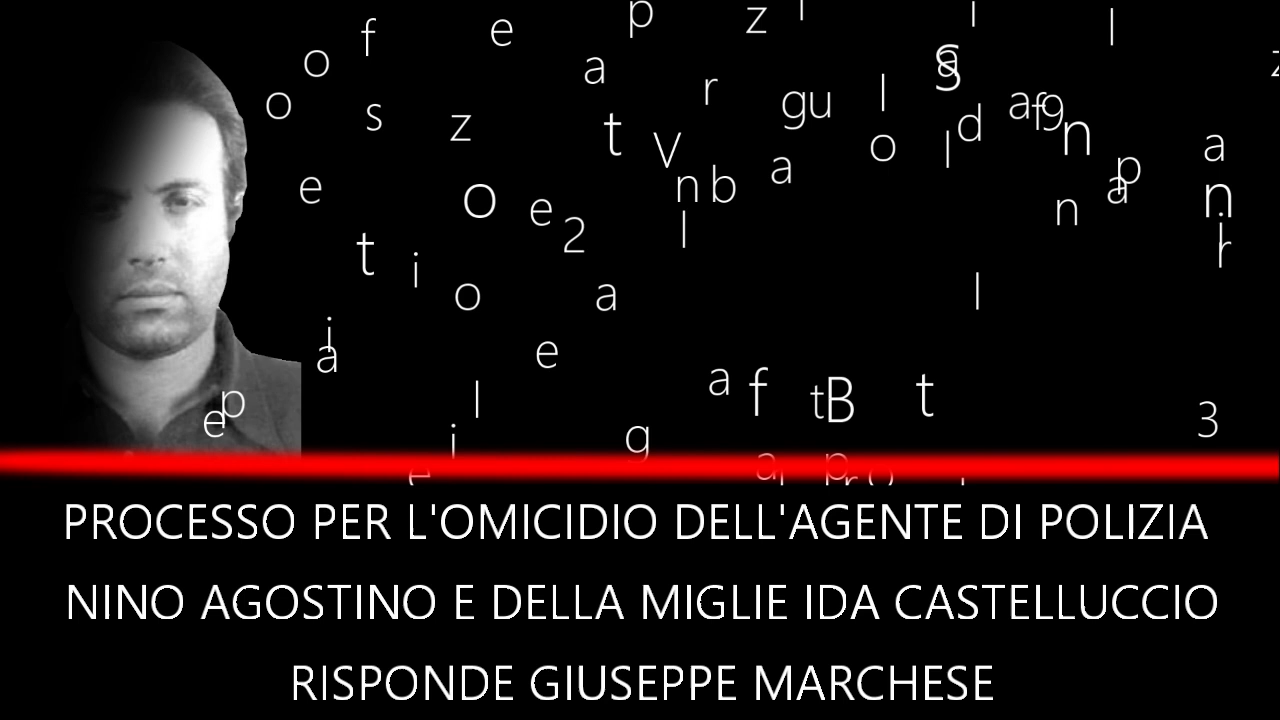 PROCESSO PER L'OMICIDIO DELL'AGENTE DI POLIZIA
NINO AGOSTINO E DELLA MIGLIE IDA CASTELLUCCIO
RISPONDE GIUSEPPE MARCHESE